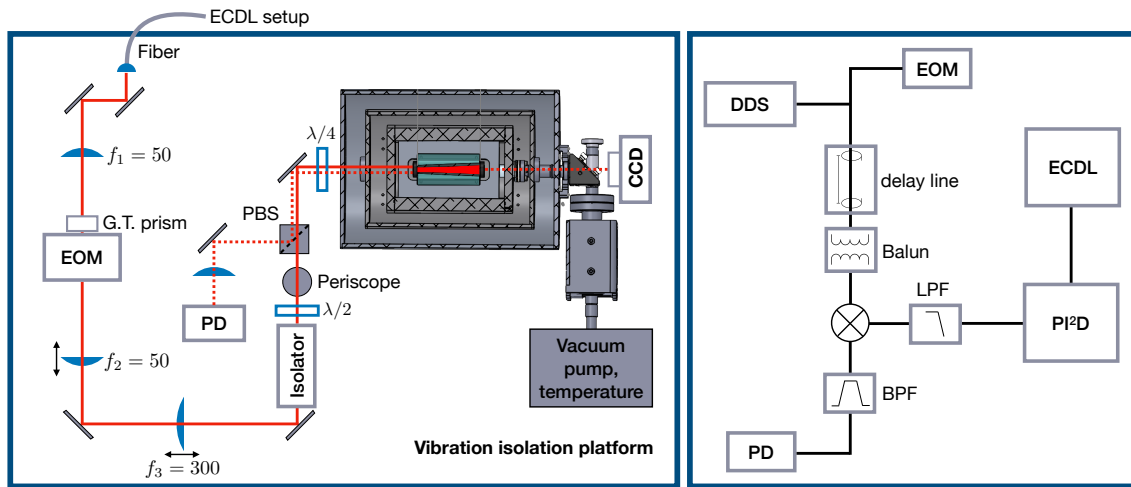 ECDL setup
Fiber
f₁ = 50
G.T. prism
EOM
f₂ = 50
f₃ = 300
PBS
PD
λ/4
Periscope
λ/2
Isolator
CCD
Vacuum
pump,
temperature
Vibration isolation platform
EOM
DDS
delay line
ECDL
Balun
LPF
PI²D
BPF
PD